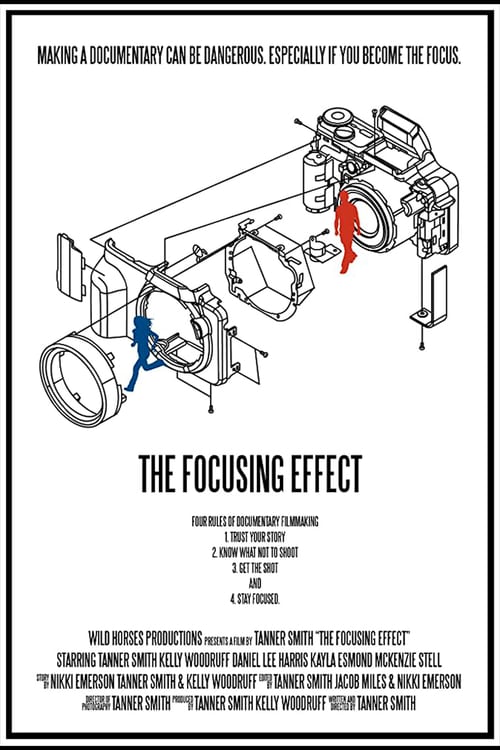 MAKING A DOCUMENTARY CAN BE DANGEROUS. ESPECIALLY IF YOU BECOME THE FOCUS.
THE FOCUSING EFFECT
FOUR RULES OF DOCUMENTARY FILMMAKING
1. TRUST YOUR STORY
2. KNOW WHAT NOT TO SHOOT
3. GET THE SHOT
AND
4. STAY FOCUSED.
WILD HORSES PRODUCTIONS PRESENTS A FILM BY TANNER SMITH "THE FOCUSING EFFECT"
STARRING TANNER SMITH KELLY WOODRUFF DANIEL LEE HARRIS KAYLA ESMOND MCKENZIE STELL
STORY BY NIKKI EMERSON TANNER SMITH & KELLY WOODRUFF EDITED BY TANNER SMITH JACOB MILES & NIKKI EMERSON
DIRECTOR OF PHOTOGRAPHY TANNER SMITH PRODUCED BY TANNER SMITH KELLY WOODRUFF WRITTEN AND DIRECTED BY TANNER SMITH